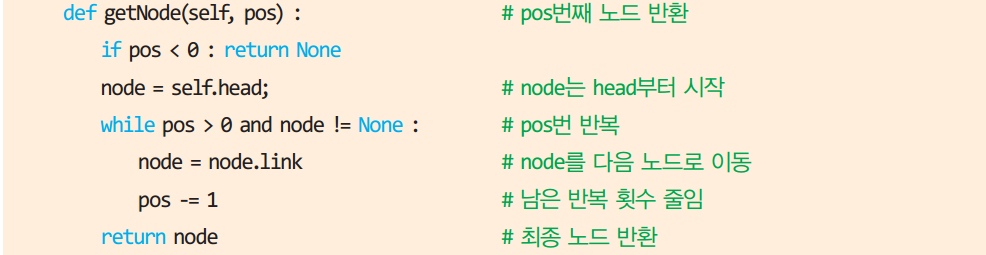 def getNode(self, pos) : # pos번째 노드 반환
if pos < 0 : return None
node = self.head; # node는 head부터 시작
while pos > 0 and node != None : # pos번 반복
node = node.link # node를 다음 노드로 이동
pos -= 1 # 남은 반복 횟수 줄임
return node # 최종 노드 반환